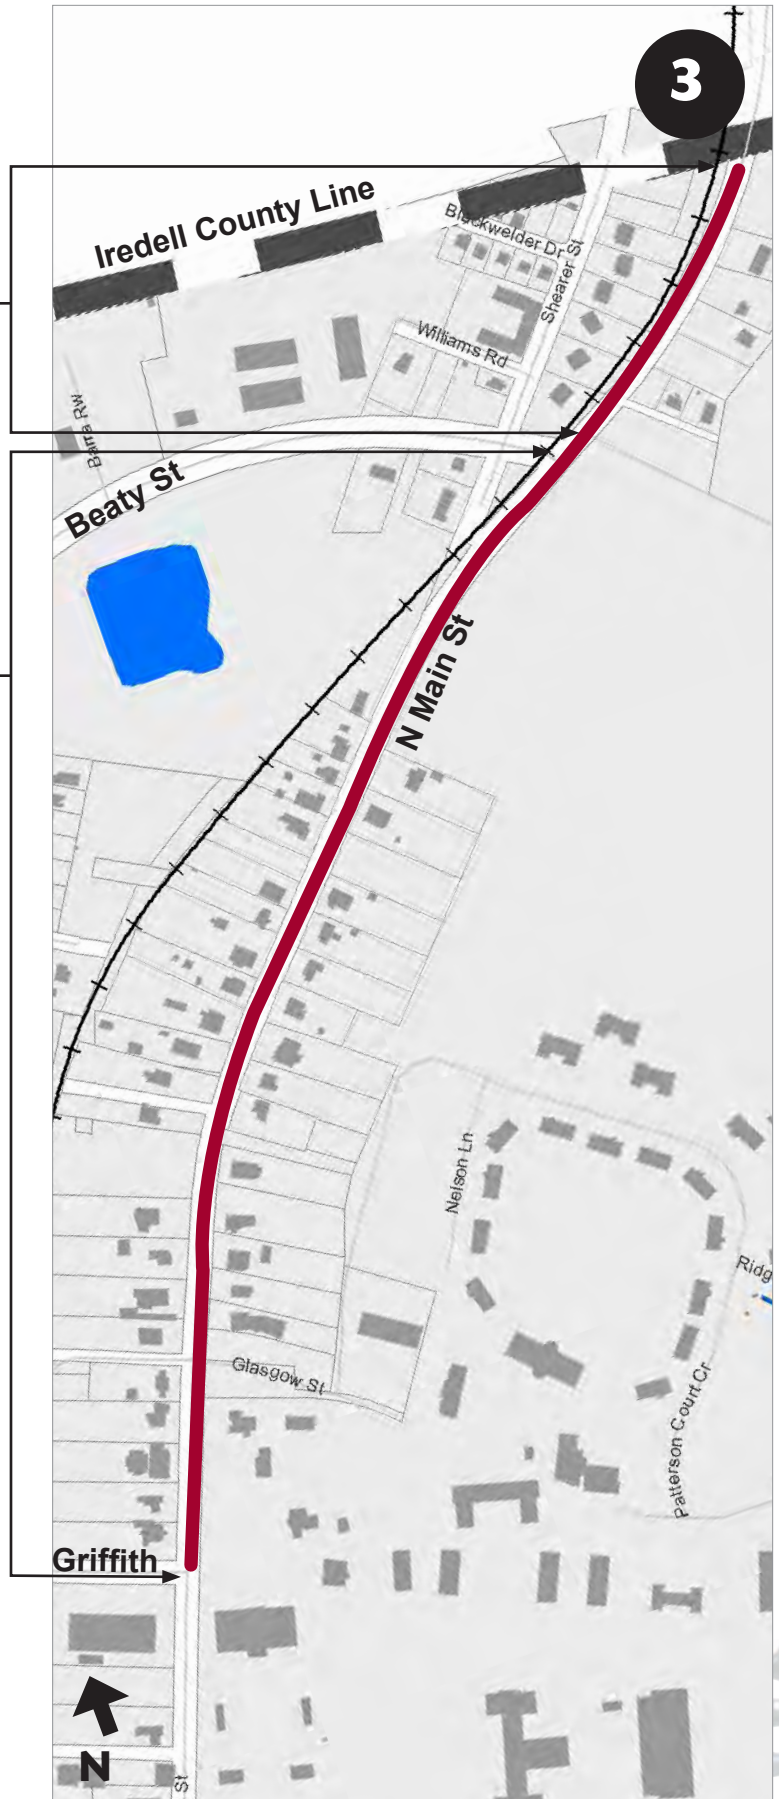 3
Iredell County Line
Blackwelder Dr
Shearer St
Williams Rd
Barra Rw
Beaty St
N Main St
Nelson Ln
Ridg
Glasgow St
Patterson Court Cr
Griffith
N
St